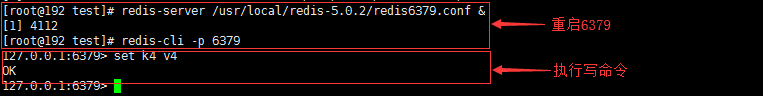 [root@192 test]# redis-server /usr/local/redis-5.0.2/redis6379.conf &
[1] 4112
[root@192 test]# redis-cli -p 6379
重启6379
127.0.0.1:6379> set k4 v4
OK
执行写命令
127.0.0.1:6379>